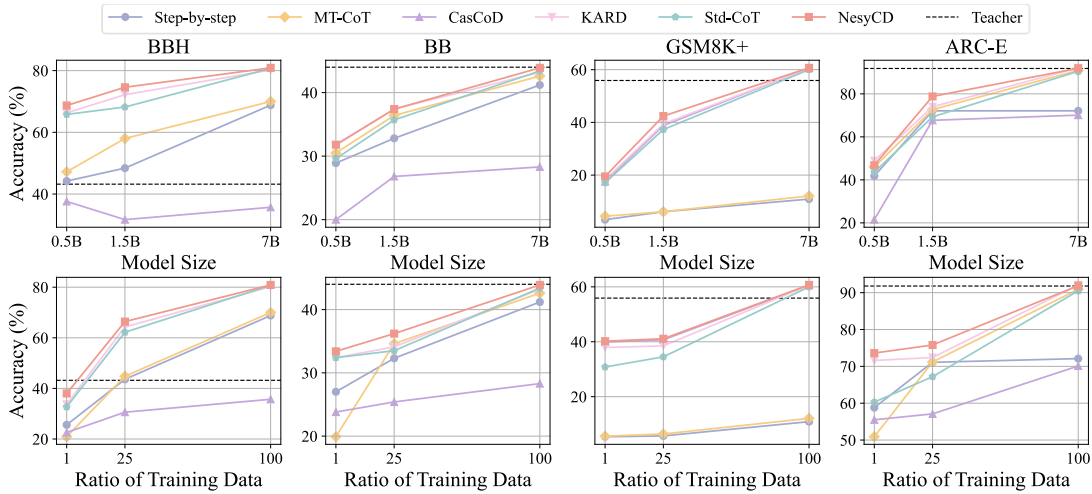 Step-by-step MT-CoT CasCoD KARD Std-CoT NesyCD Teacher
BBH BB GSM8K+ ARC-E
Accuracy (%)
80
60
40
0.5B 1.5B 7B
Model Size
40
30
20
0.5B 1.5B 7B
Model Size
60
40
20
0.5B 1.5B 7B
Model Size
80
60
40
20
0.5B 1.5B 7B
Model Size
Accuracy (%)
80
60
40
20
1 25 100
Ratio of Training Data
40
30
20
1 25 100
Ratio of Training Data
60
40
20
1 25 100
Ratio of Training Data
90
80
70
60
50
1 25 100
Ratio of Training Data